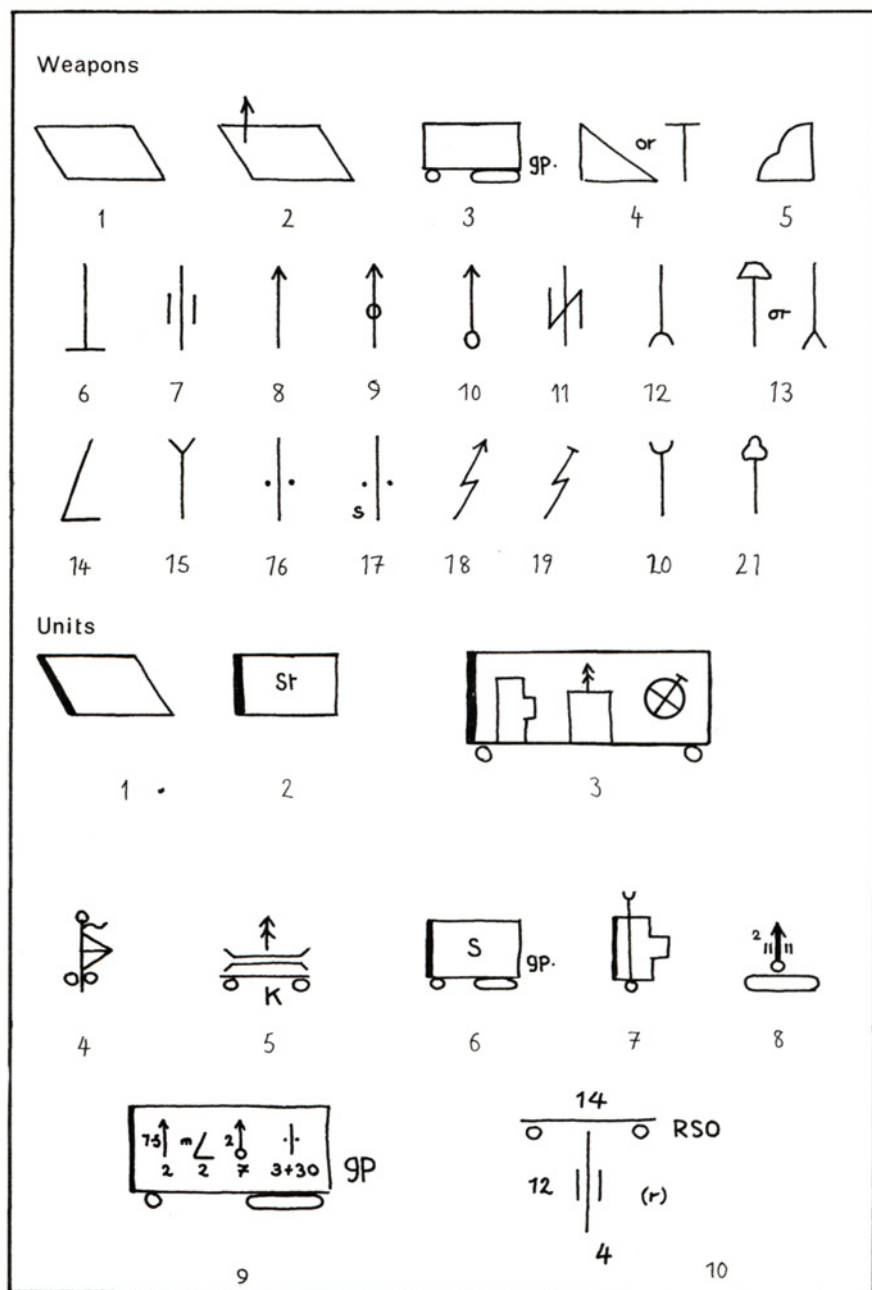 Weapons
gp. or
1 2 3 4 5
or
6 7 8 9 10 11 12 13
s
14 15 16 17 18 19 20 21
Units
St
1 2 3
K S gp. 2
4 5 6 7 8
14
RSO
7.5 m 2
2 2 7 3+30 gp
12 (r)
4
9 10